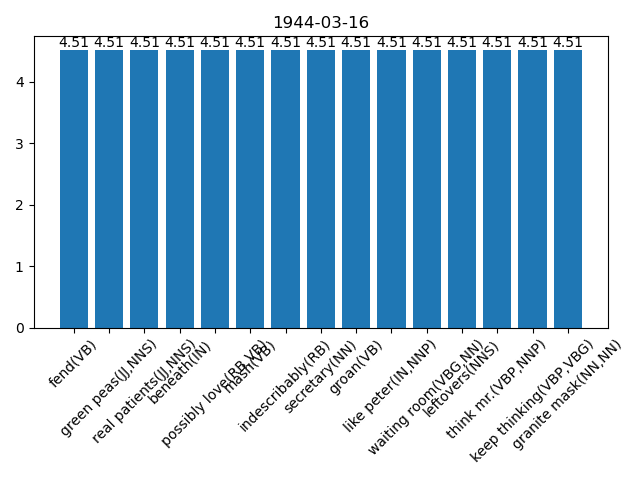 1944-03-16
4.51 4.51 4.51 4.51 4.51 4.51 4.51 4.51 4.51 4.51 4.51 4.51 4.51 4.51 4.51
4
3
2
1
0
fend(VB)
green peas(JJ,NNS)
real patients(JJ,NNS)
beneath(IN)
possibly love(RB,VB)
mash(VB)
indescribably(RB)
secretary(NN)
groan(VB)
like peter(IN,NNP)
waiting room(VBG,NN)
leftovers(NNS)
think mr.(VBP,NNP)
keep thinking(VBP,VBG)
granite mask(NN,NN)